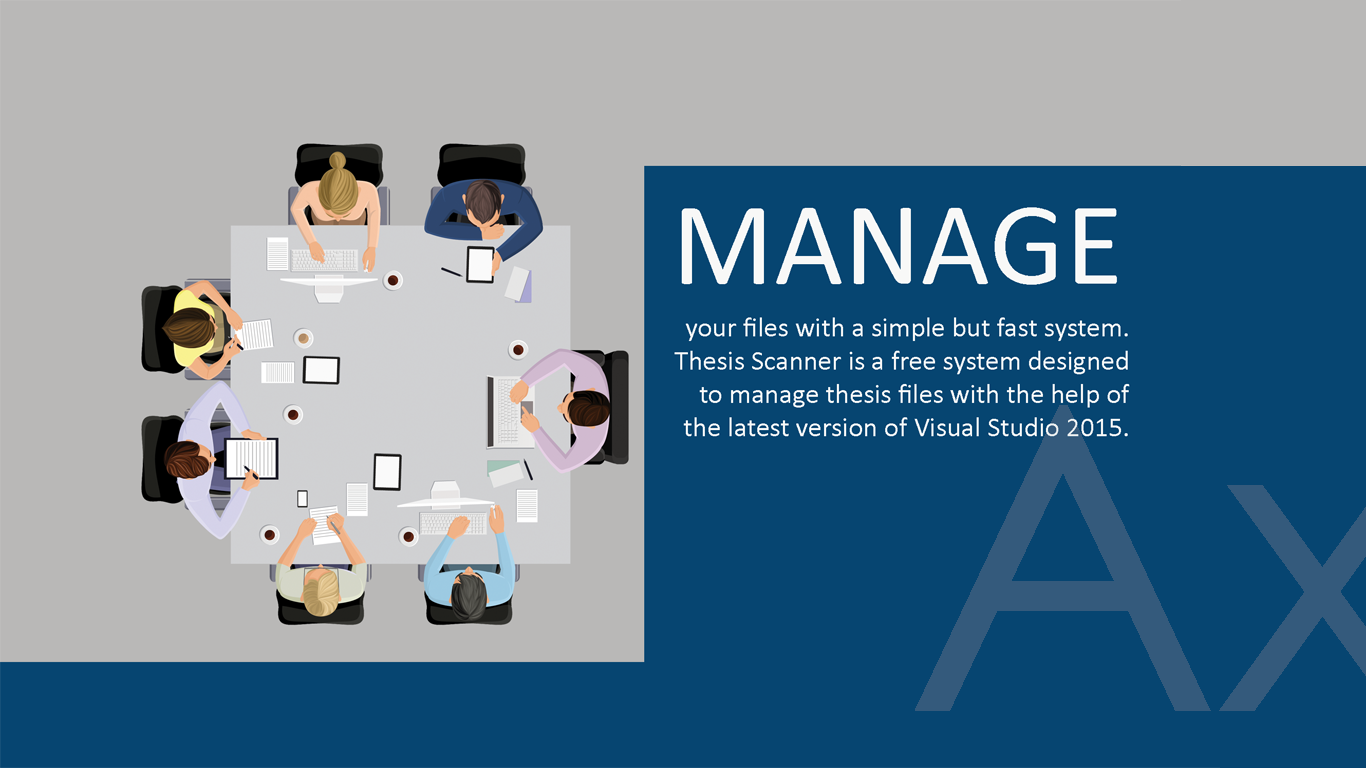 MANAGE
your files with a simple but fast system.
Thesis Scanner is a free system designed
to manage thesis files with the help of
the latest version of Visual Studio 2015.
Ax